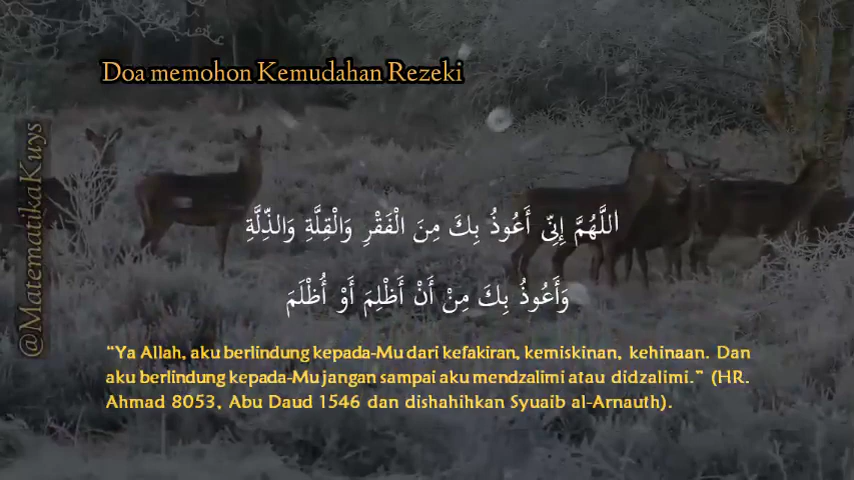 Doa memohon Kemudahan Rezeki
@MatematikaKuys
اللَّهُمَّ إِنِّى أَعُوذُ بِكَ مِنَ الْفَقْرِ وَالْقِلَّةِ وَالذِّلَّةِ
وَأَعُوذُ بِكَ مِنْ أَنْ أَظْلِمَ أَوْ أُظْلَمَ
“Ya Allah, aku berlindung kepada-Mu dari kefakiran, kemiskinan, kehinaan. Dan
aku berlindung kepada-Mu jangan sampai aku mendzalimi atau didzalimi.” (HR.
Ahmad 8053, Abu Daud 1546 dan dishahihkan Syuaib al-Arnauth).